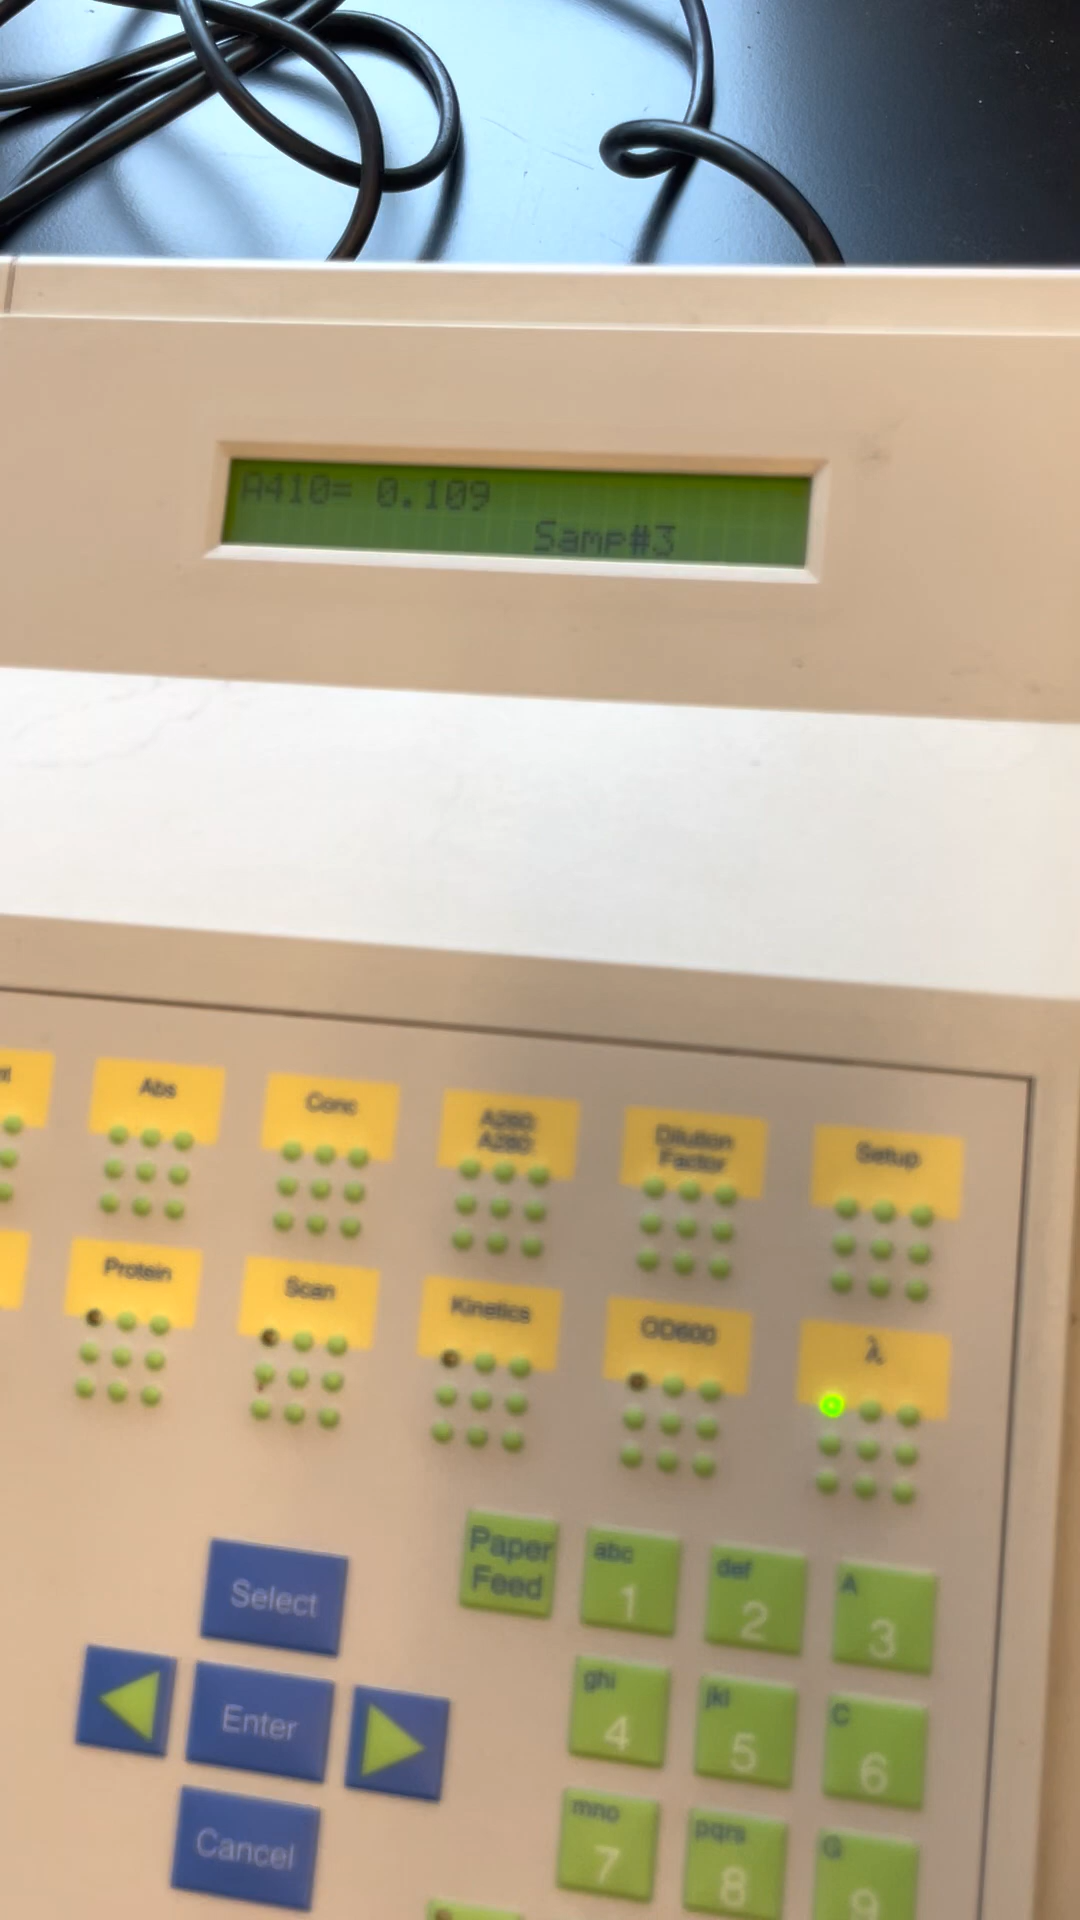 A410= 0.109
Samp#3
Abs
Conc
A260:
A280:
Dilution
Factor
Setup
Protein
Scan
Kinetics
OD600
λ
Select
Enter
Cancel
Paper
Feed
abc
1
def
2
A
3
ghi
4
jkl
5
C
6
mno
7
pqrs
8
G
9